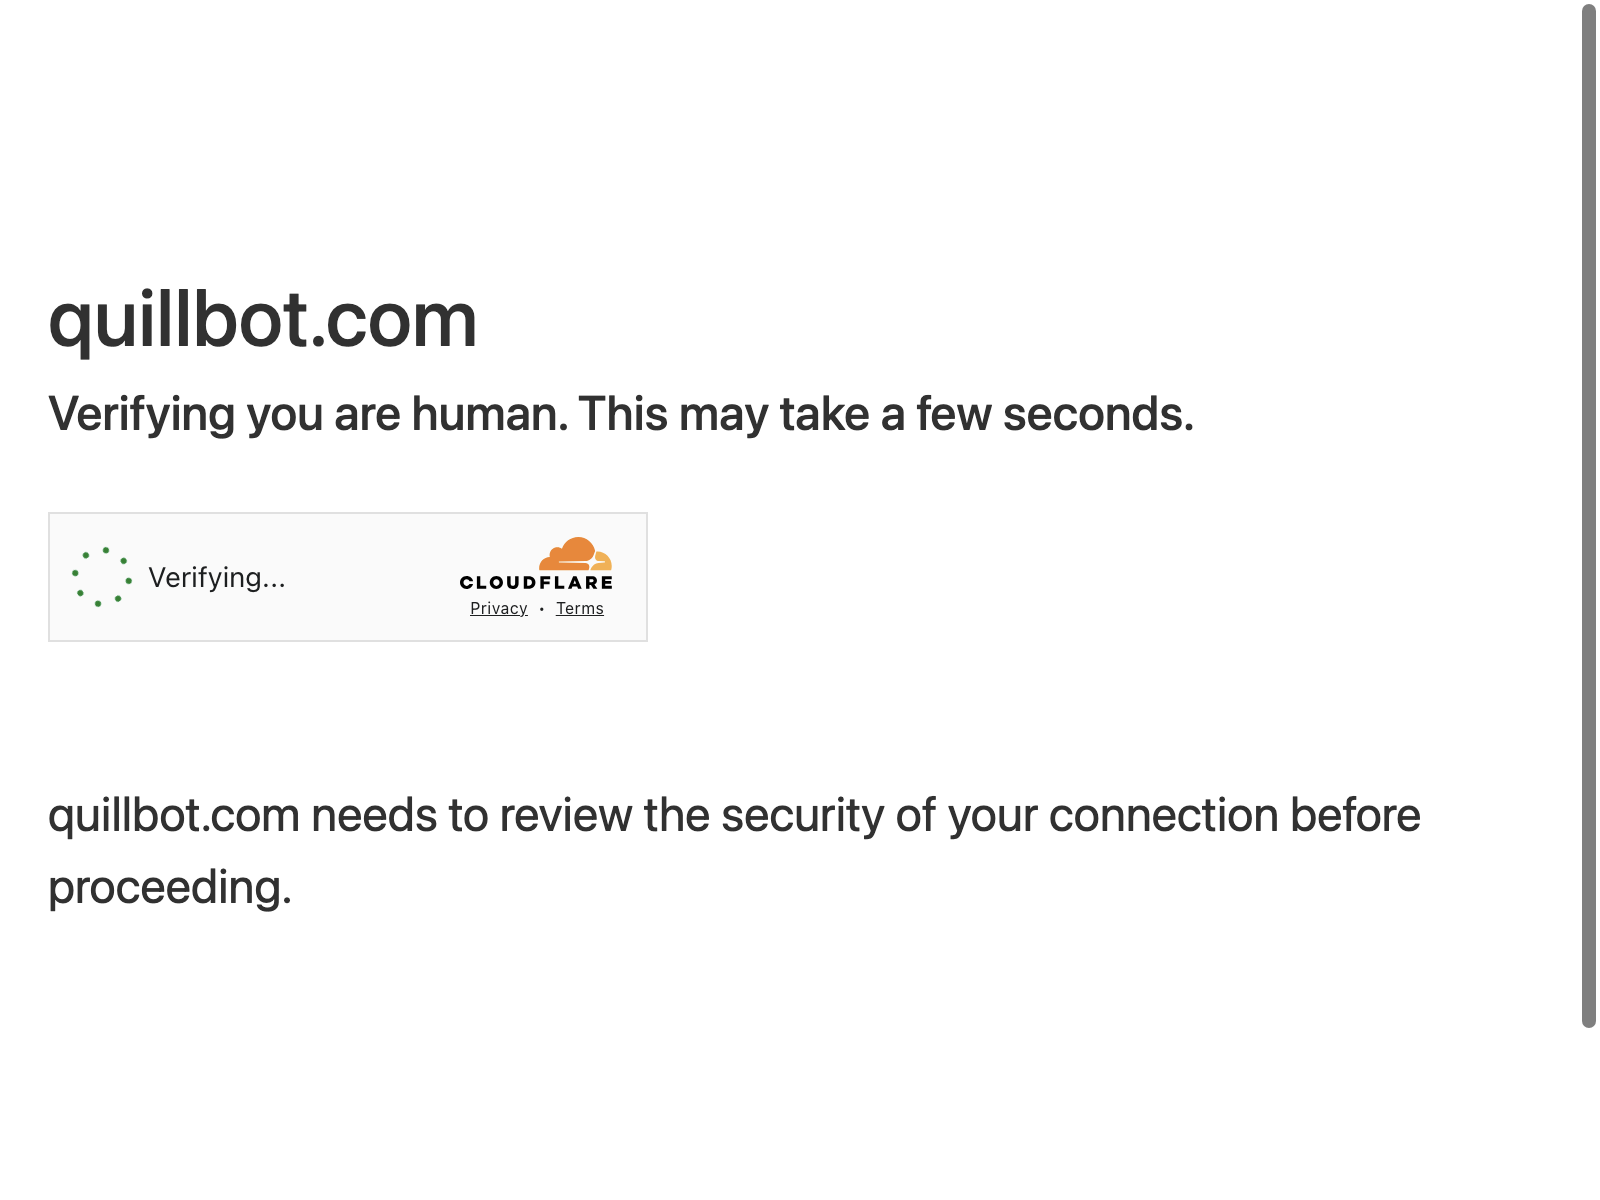 quillbot.com
Verifying you are human. This may take a few seconds.
Verifying...
CLOUDFLARE
Privacy • Terms
quillbot.com needs to review the security of your connection before
proceeding.